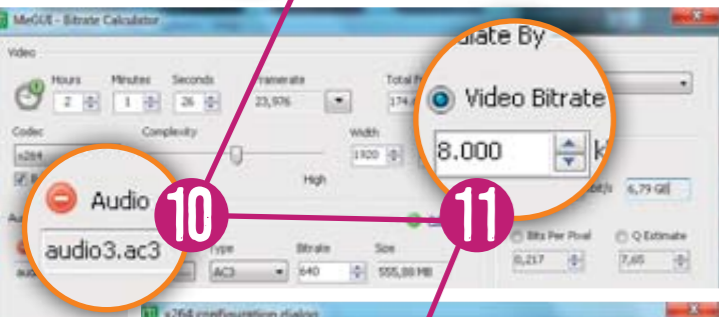 MeGUI - Bitrate Calculator
Video
Hours Minutes Seconds Framerate
2 1 26 23,976
Codec Complexity Width
x264 1920
High
ulate By
Video Bitrate
8.000 k
6,79 GB
Bits Per Pixel Q Estimate
0,217 7,65
Audio
audio3.ac3
10
11
Type Bitrate Size
AC3 640 555,88 MB
x264 configuration dialog